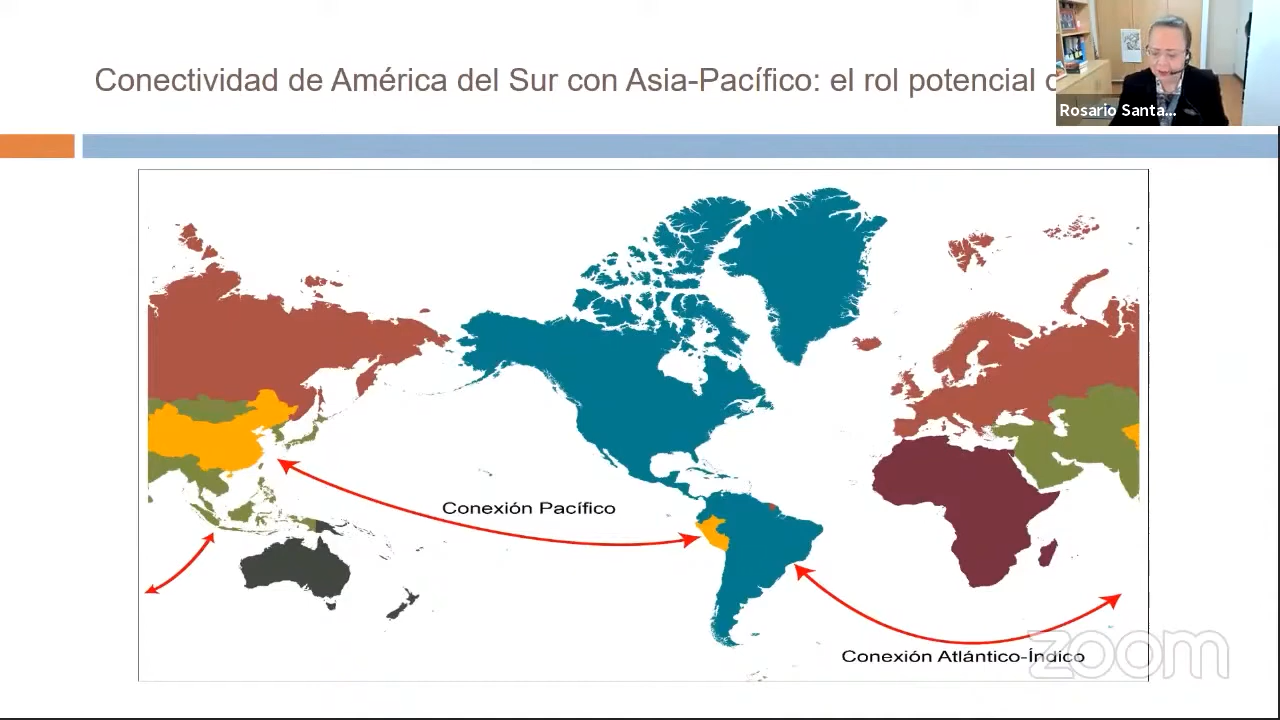 Conectividad de América del Sur con Asia-Pacífico: el rol potencial
Rosario Santa...
Conexión Pacífico
Conexión Atlántico-Índico
zoom